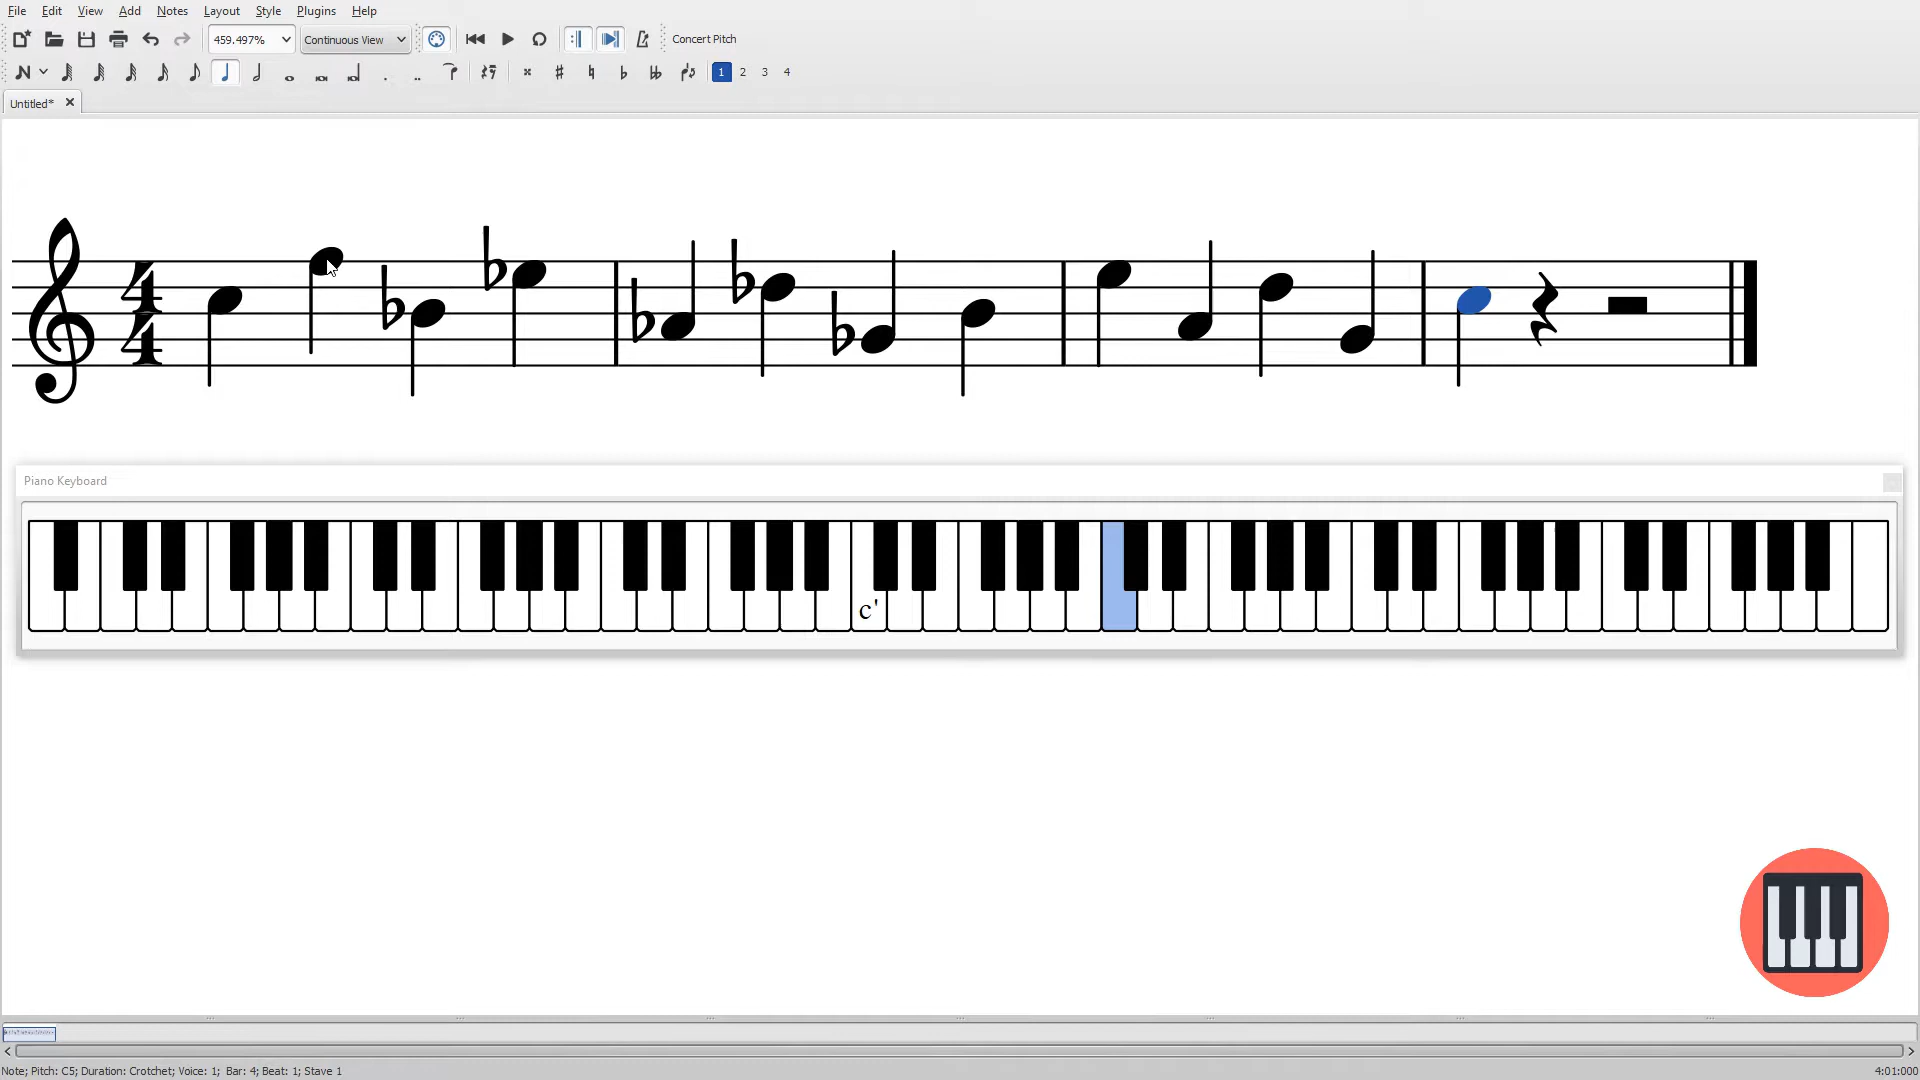 File Edit View Add Notes Layout Style Plugins Help
459.497% Continuous View Concert Pitch
1 2 3 4
Untitled*
4
4
Piano Keyboard
c'
Note; Pitch: C5; Duration: Crotchet; Voice: 1; Bar: 4; Beat: 1; Stave 1 4:01:000